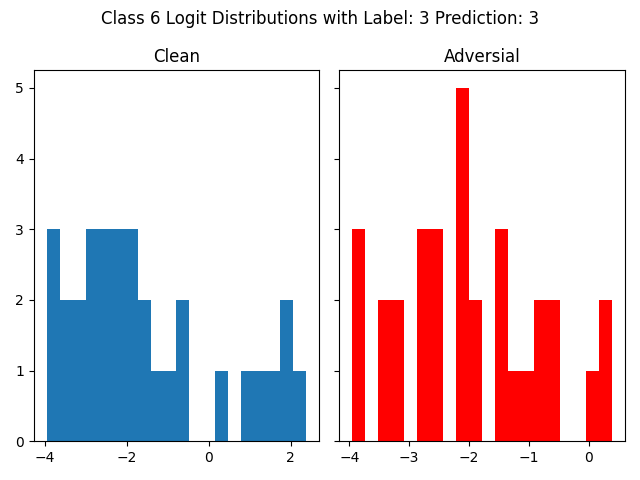 Class 6 Logit Distributions with Label: 3 Prediction: 3
Clean
Adversial
5
4
3
2
1
0
−4 −2 0 2
−4 −3 −2 −1 0